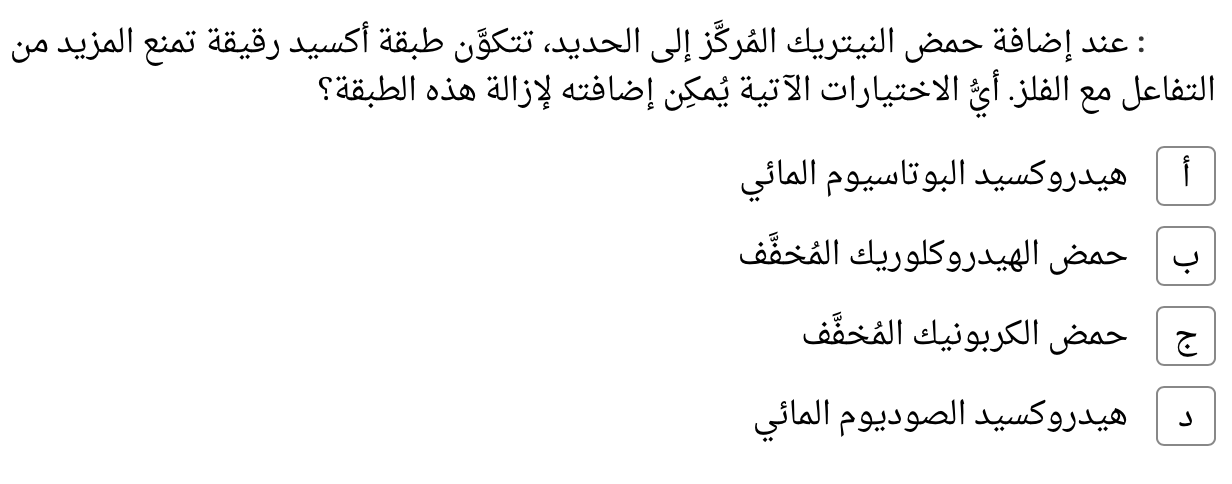 : عند إضافة حمض النيتريك المُركَّز إلى الحديد، تتكوَّن طبقة أكسيد رقيقة تمنع المزيد من
التفاعل مع الفلز. أيُّ الاختيارات الآتية يُمكِن إضافته لإزالة هذه الطبقة؟
أ هيدروكسيد البوتاسيوم المائي
ب حمض الهيدروكلوريك المُخفَّف
ج حمض الكربونيك المُخفَّف
د هيدروكسيد الصوديوم المائي